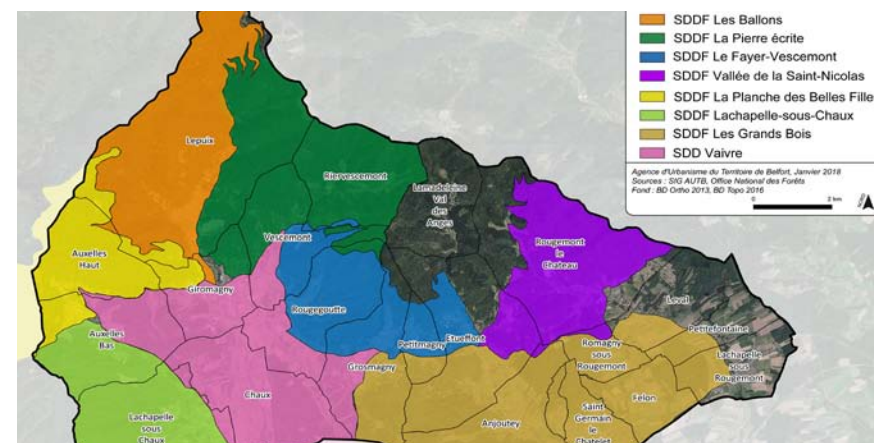 SDDF Les Ballons
SDDF La Pierre écrite
SDDF Le Fayer-Vescemont
SDDF Vallée de la Saint-Nicolas
SDDF La Planche des Belles Fille
SDDF Lachapelle-sous-Chaux
SDDF Les Grands Bois
SDD Vaivre
Agence d'Urbanisme du Territoire de Belfort, Janvier 2018
Sources : SIG AUTB, Office National des Forêts
Fond : BD Ortho 2013, BD Topo 2016
0
2 km
NORD
Lepuix
Riervescemont
Lamadeleine
Val
des
Anges
Vescemont
Rougemont
le
Chateau
Auxelles
Haut
Giromagny
Leval
Rougegoutte
Auxelles
Bas
Petitmagny
Etueffont
Petitefontaine
Romagny
sous
Rougemont
Lachapelle
sous
Rougemont
Grosmagny
Chaux
Felon
Saint
Germain
le
Chatelet
Anjoutey
Lachapelle
sous
Chaux